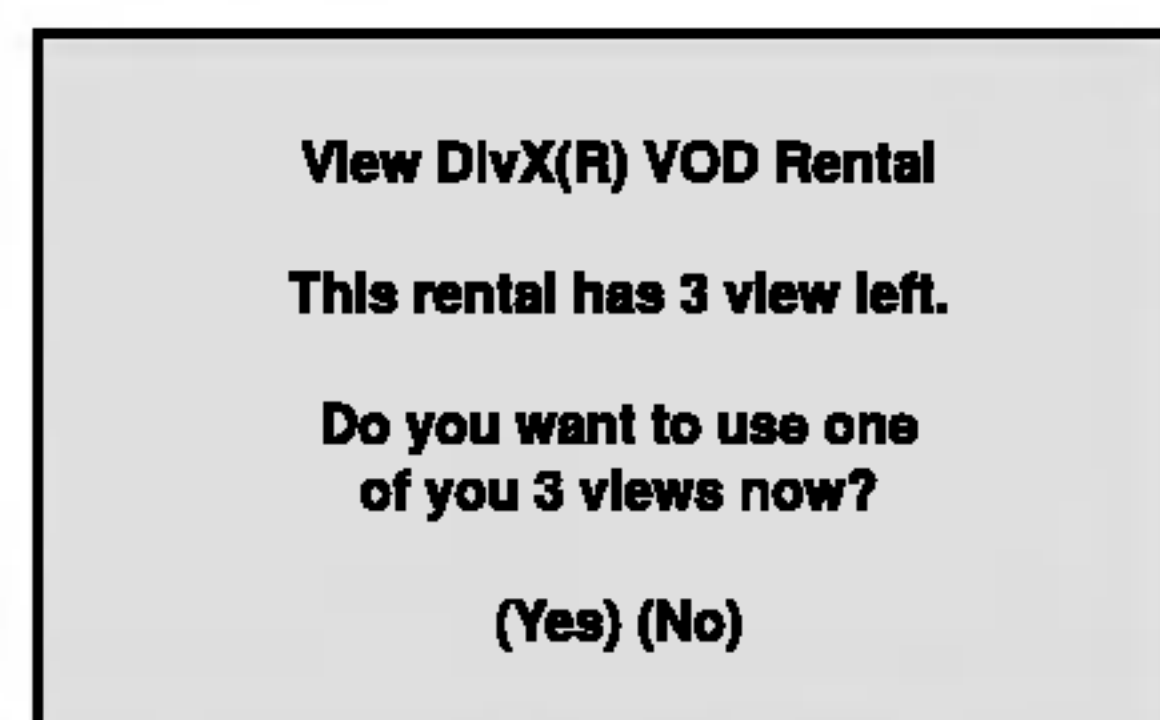 View DivX(R) VOD Rental
This rental has 3 view left.
Do you want to use one
of you 3 views now?
(Yes) (No)